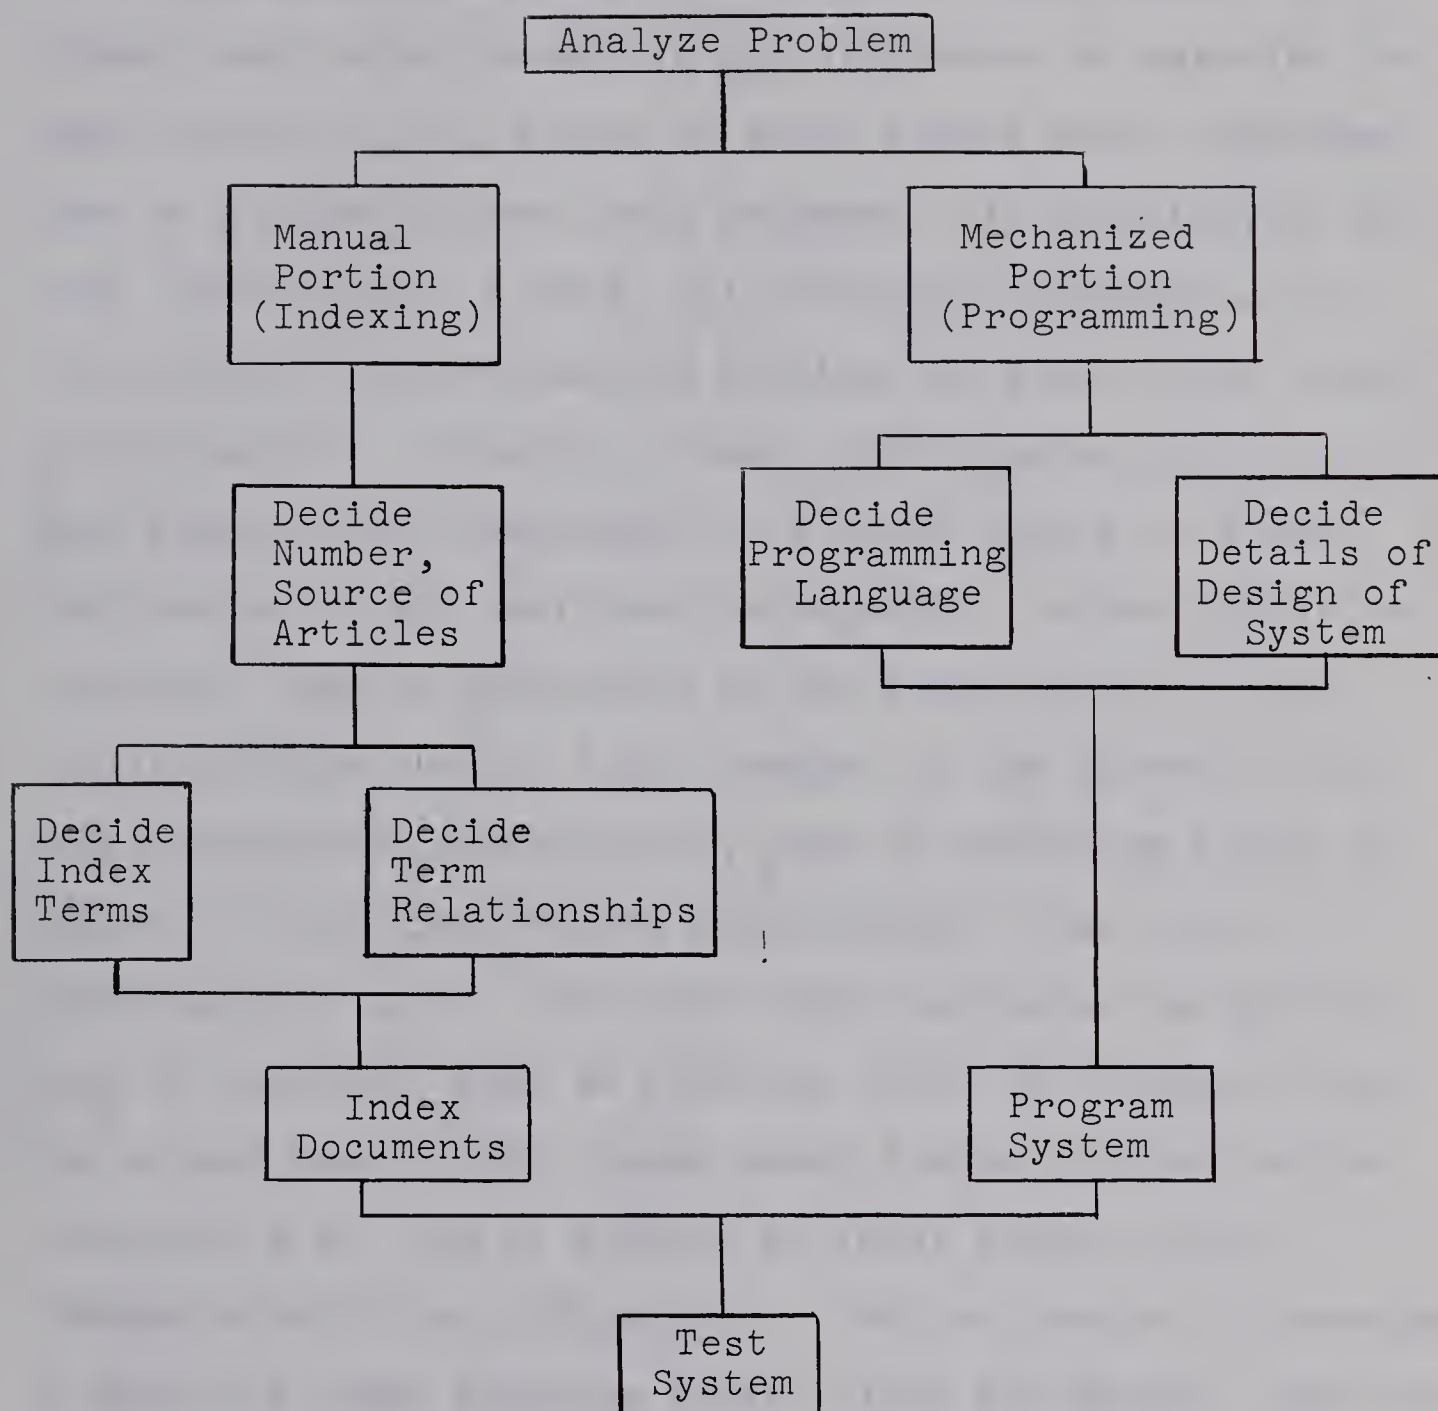 Analyze Problem
Manual
Portion
(Indexing)
Mechanized
Portion
(Programming)
Decide
Number,
Source of
Articles
Decide
Programming
Language
Decide
Details of
Design of
System
Decide
Index
Terms
Decide
Term
Relationships
Index
Documents
Program
System
Test
System